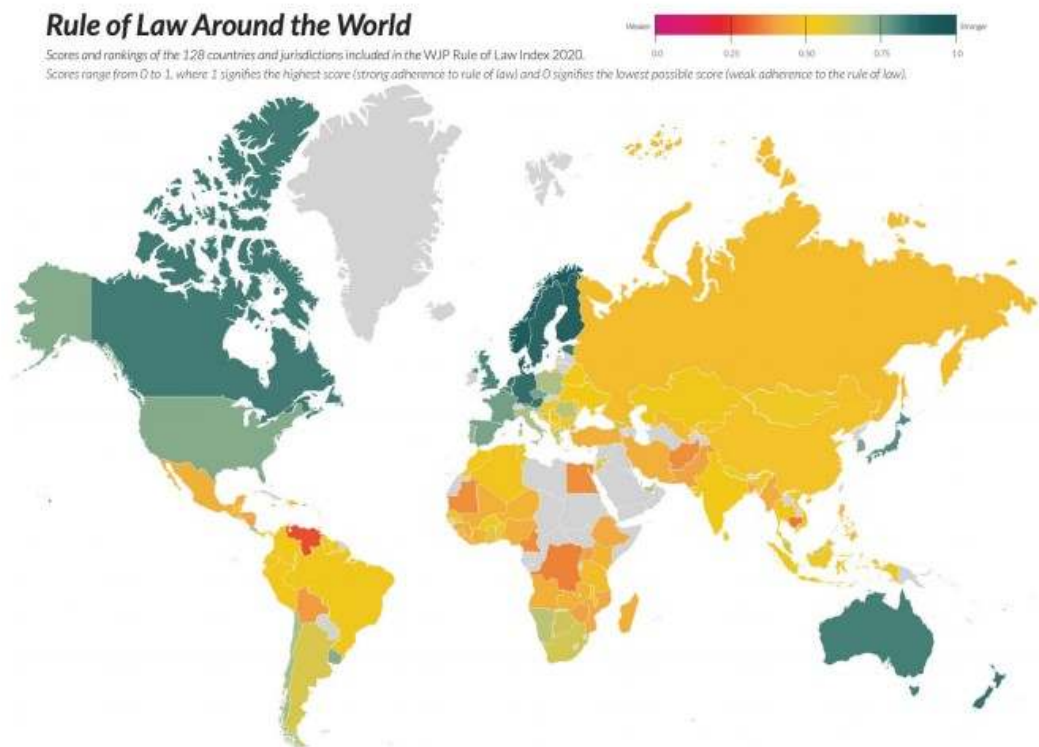 Rule of Law Around the World
Scores and rankings of the 128 countries and jurisdictions included in the WJP Rule of Law Index 2020.
Scores range from 0 to 1, where 1 signifies the highest score (strong adherence to rule of law) and 0 signifies the lowest possible score (weak adherence to the rule of law).
Weaker
Stronger
0.0 0.25 0.50 0.75 1.0